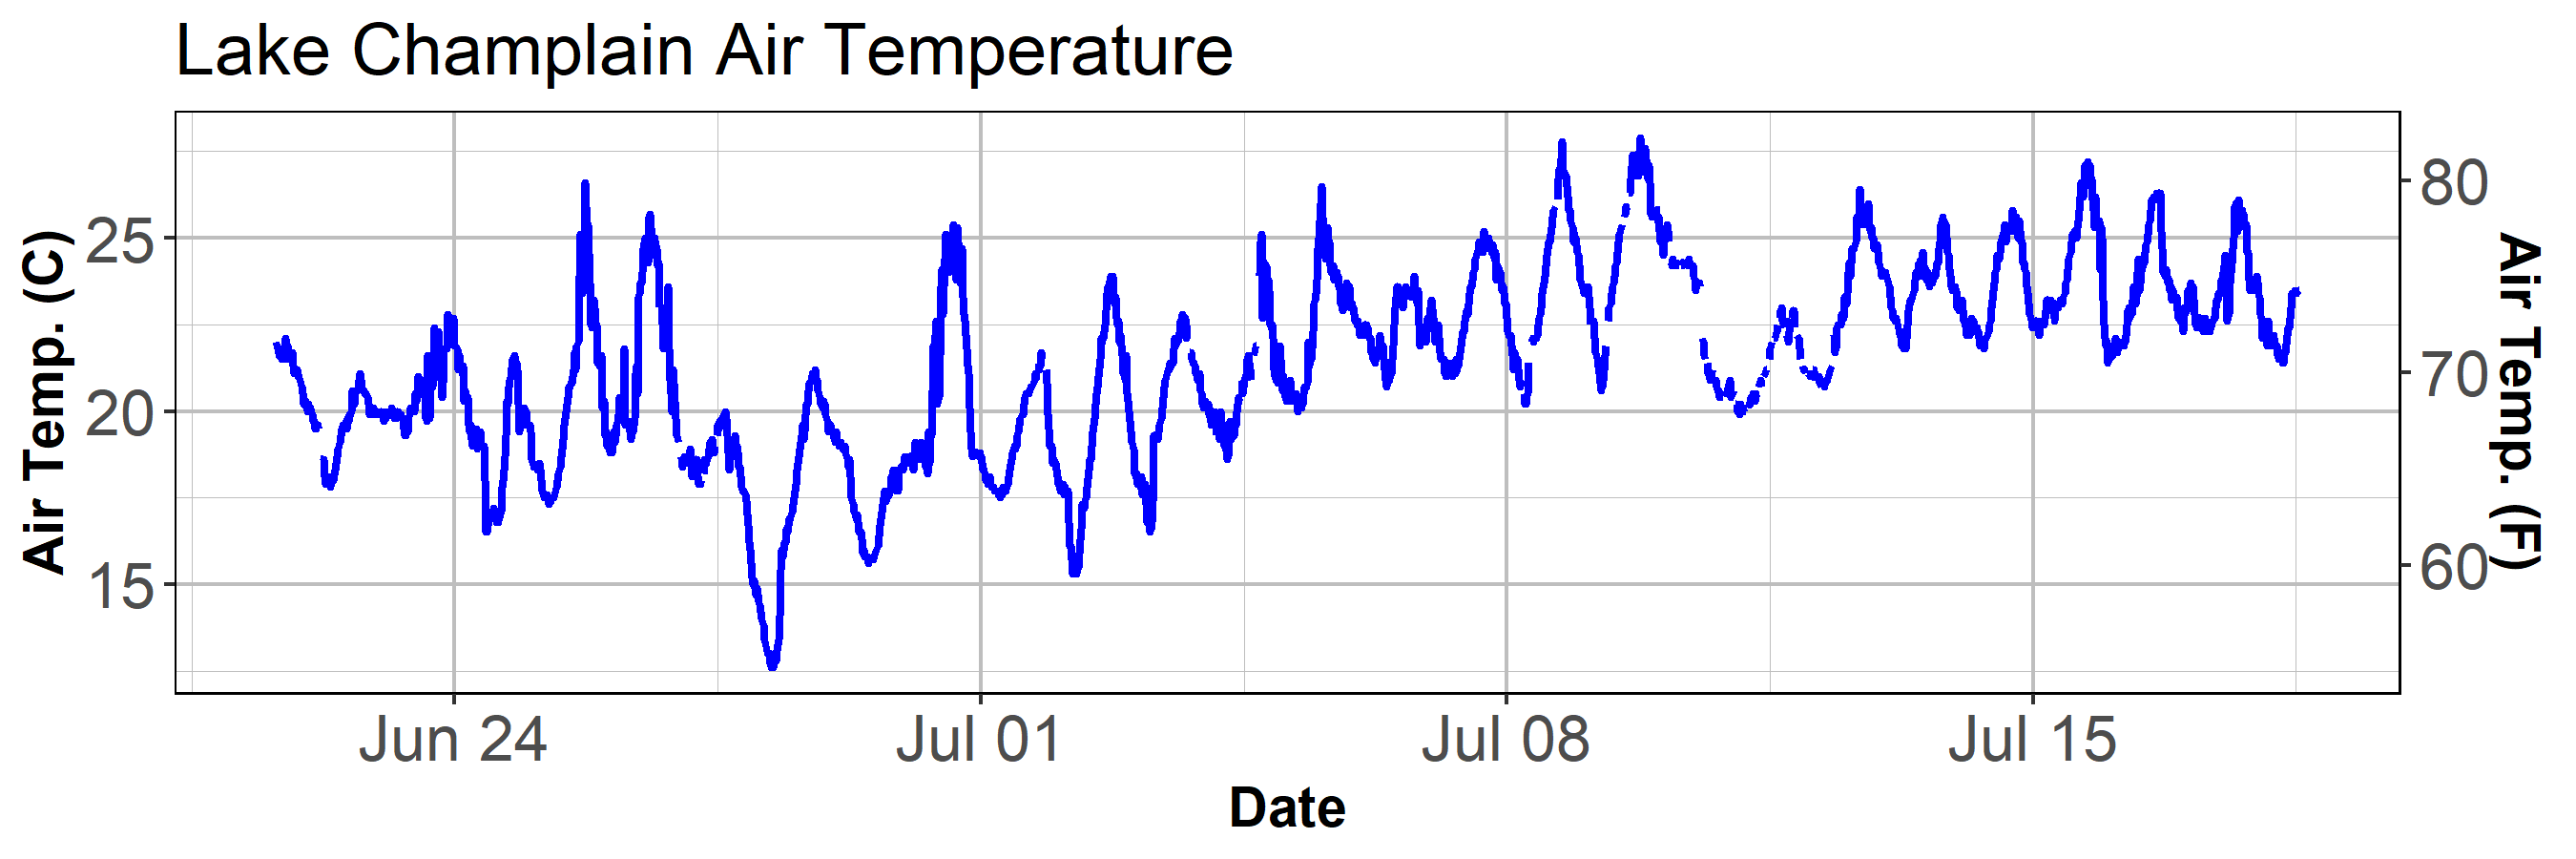 Lake Champlain Air Temperature
Air Temp. (C)
25
20
15
80
70
60
Air Temp. (F)
Jun 24
Jul 01
Jul 08
Jul 15
Date